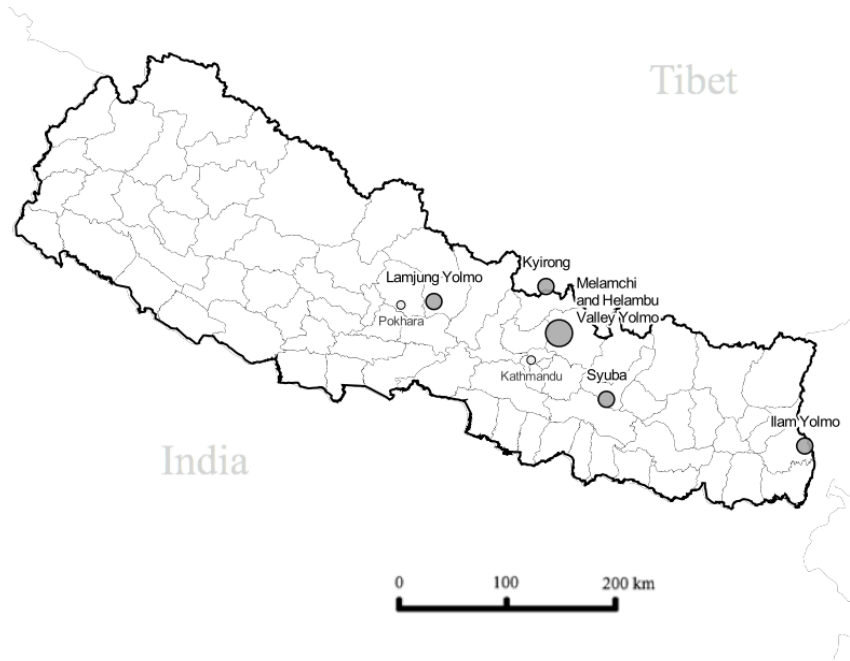 Tibet
Kyirong
Lamjung Yolmo
Melamchi
and Helambu
Valley Yolmo
Pokhara
Kathmandu
Syuba
Ilam Yolmo
India
0 100 200 km